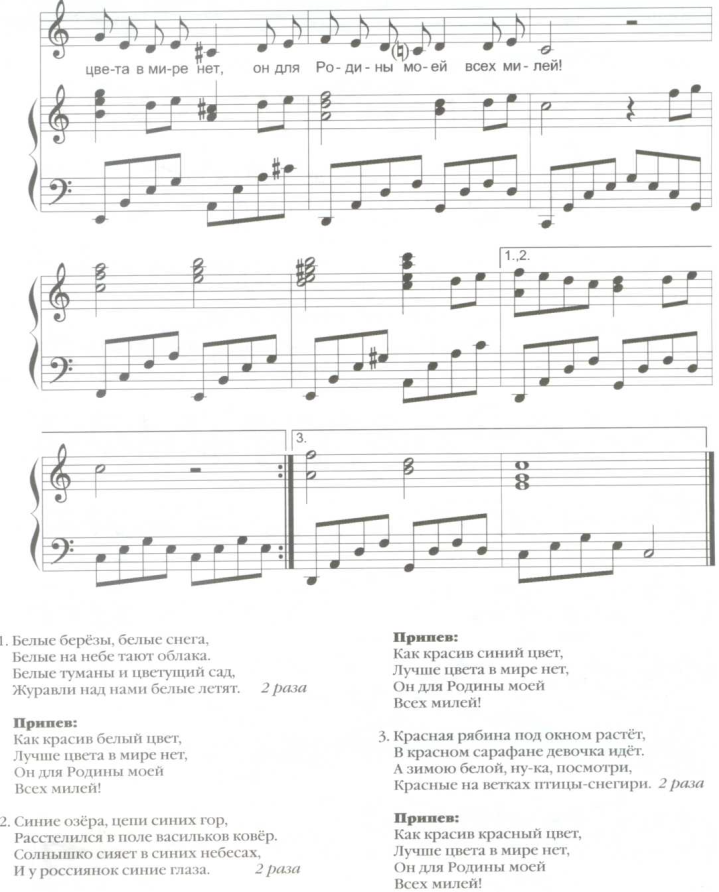 цве-та в ми-ре нет, он для Ро-ди-ны мо-ей всех ми-лей!
1.,2.
3.
1. Белые берёзы, белые снега,
Белые на небе тают облака.
Белые туманы и цветущий сад,
Журавли над нами белые летят. 2 раза
Припев:
Как красив белый цвет,
Лучше цвета в мире нет,
Он для Родины моей
Всех милей!
2. Синие озёра, цепи синих гор,
Расстелился в поле васильков ковёр.
Солнышко сияет в синих небесах,
И у россиянок синие глаза. 2 раза
Припев:
Как красив синий цвет,
Лучше цвета в мире нет,
Он для Родины моей
Всех милей!
3. Красная рябина под окном растёт,
В красном сарафане девочка идёт.
А зимою белой, ну-ка, посмотри,
Красные на ветках птицы-снегири. 2 раза
Припев:
Как красив красный цвет,
Лучше цвета в мире нет,
Он для Родины моей
Всех милей!